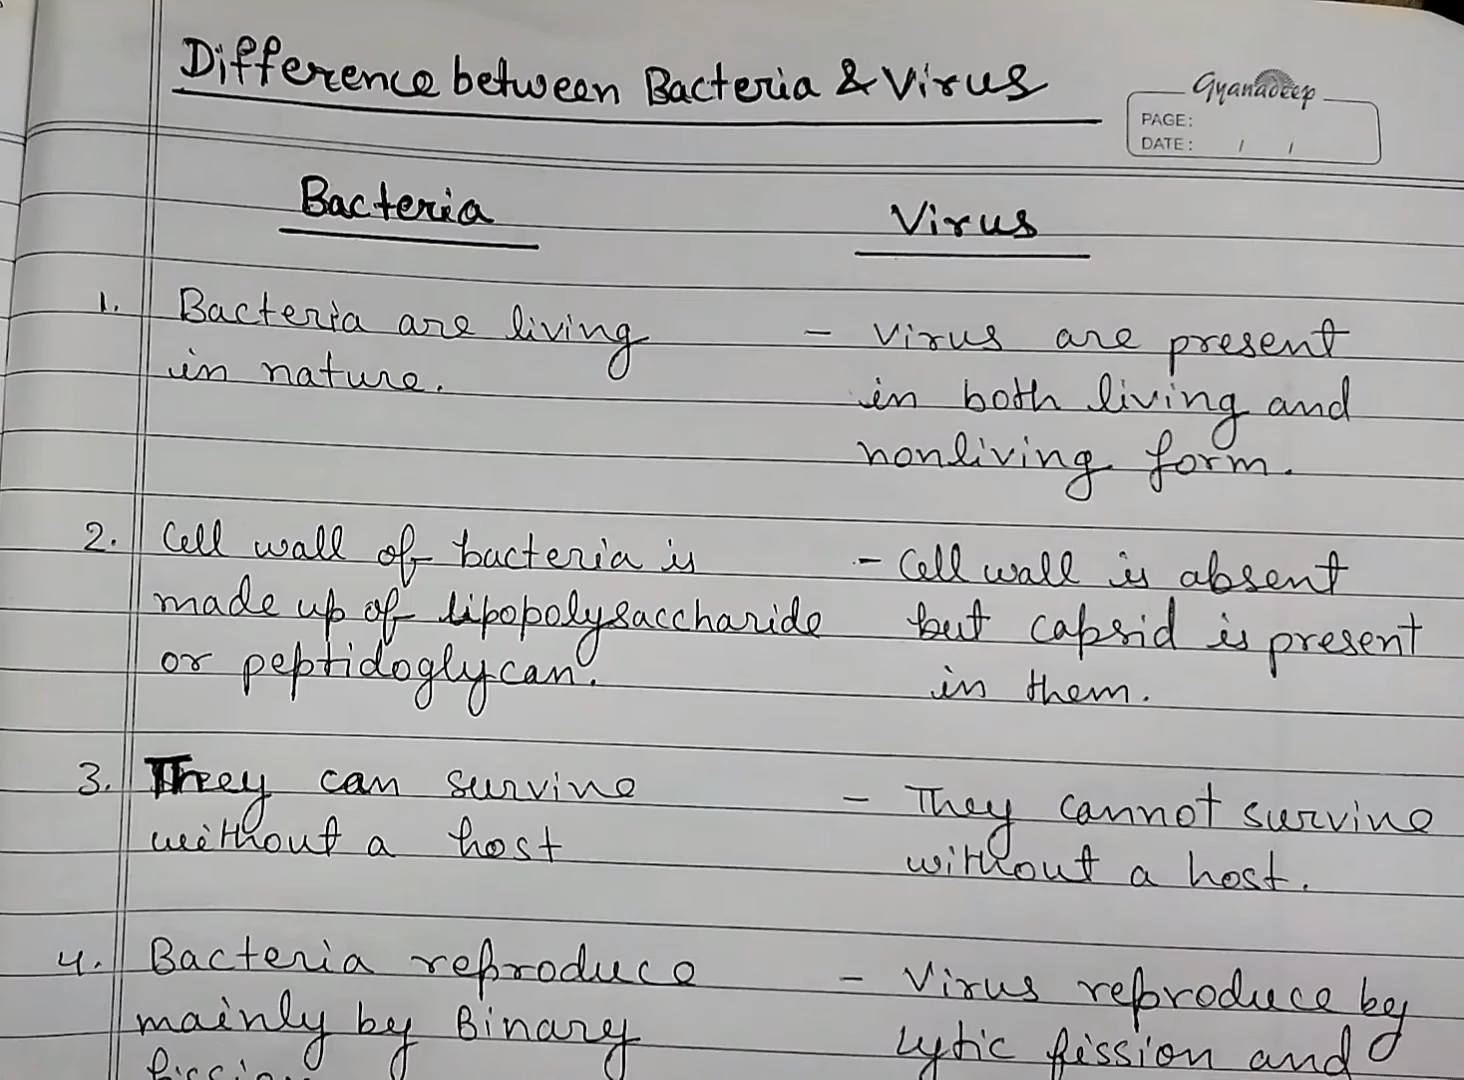 Difference between Bacteria & Virus
Gyanadeep
PAGE:
DATE: / /
Bacteria Virus
1. Bacteria are living - Virus are present
in nature. in both living and
nonliving form.
2. Cell wall of bacteria is - Cell wall is absent
made up of lipopolysaccharide but capsid is present
or peptidoglycan. in them.
3. They can survive - They cannot survive
without a host without a host.
4. Bacteria reproduce - Virus reproduce by
mainly by Binary lytic fission and
fission